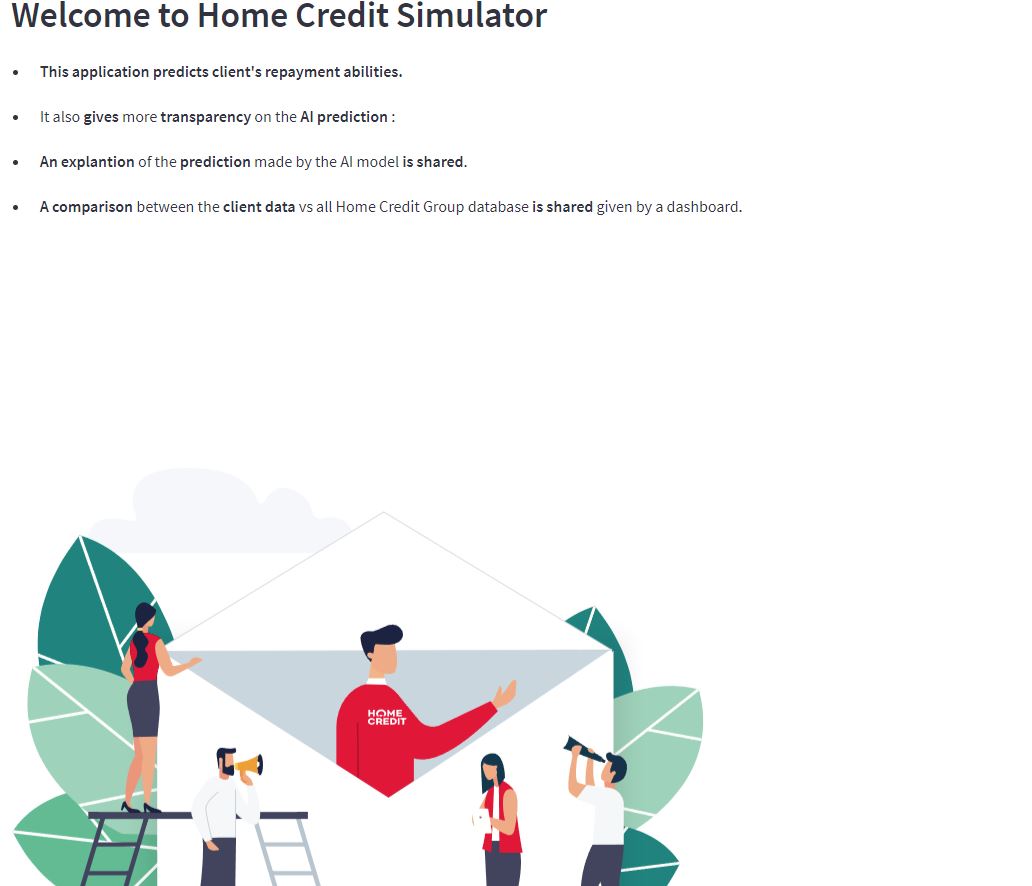 Welcome to Home Credit Simulator
This application predicts client's repayment abilities.
It also gives more transparency on the AI prediction :
An explantion of the prediction made by the AI model is shared.
A comparison between the client data vs all Home Credit Group database is shared given by a dashboard.
HOME
CREDIT